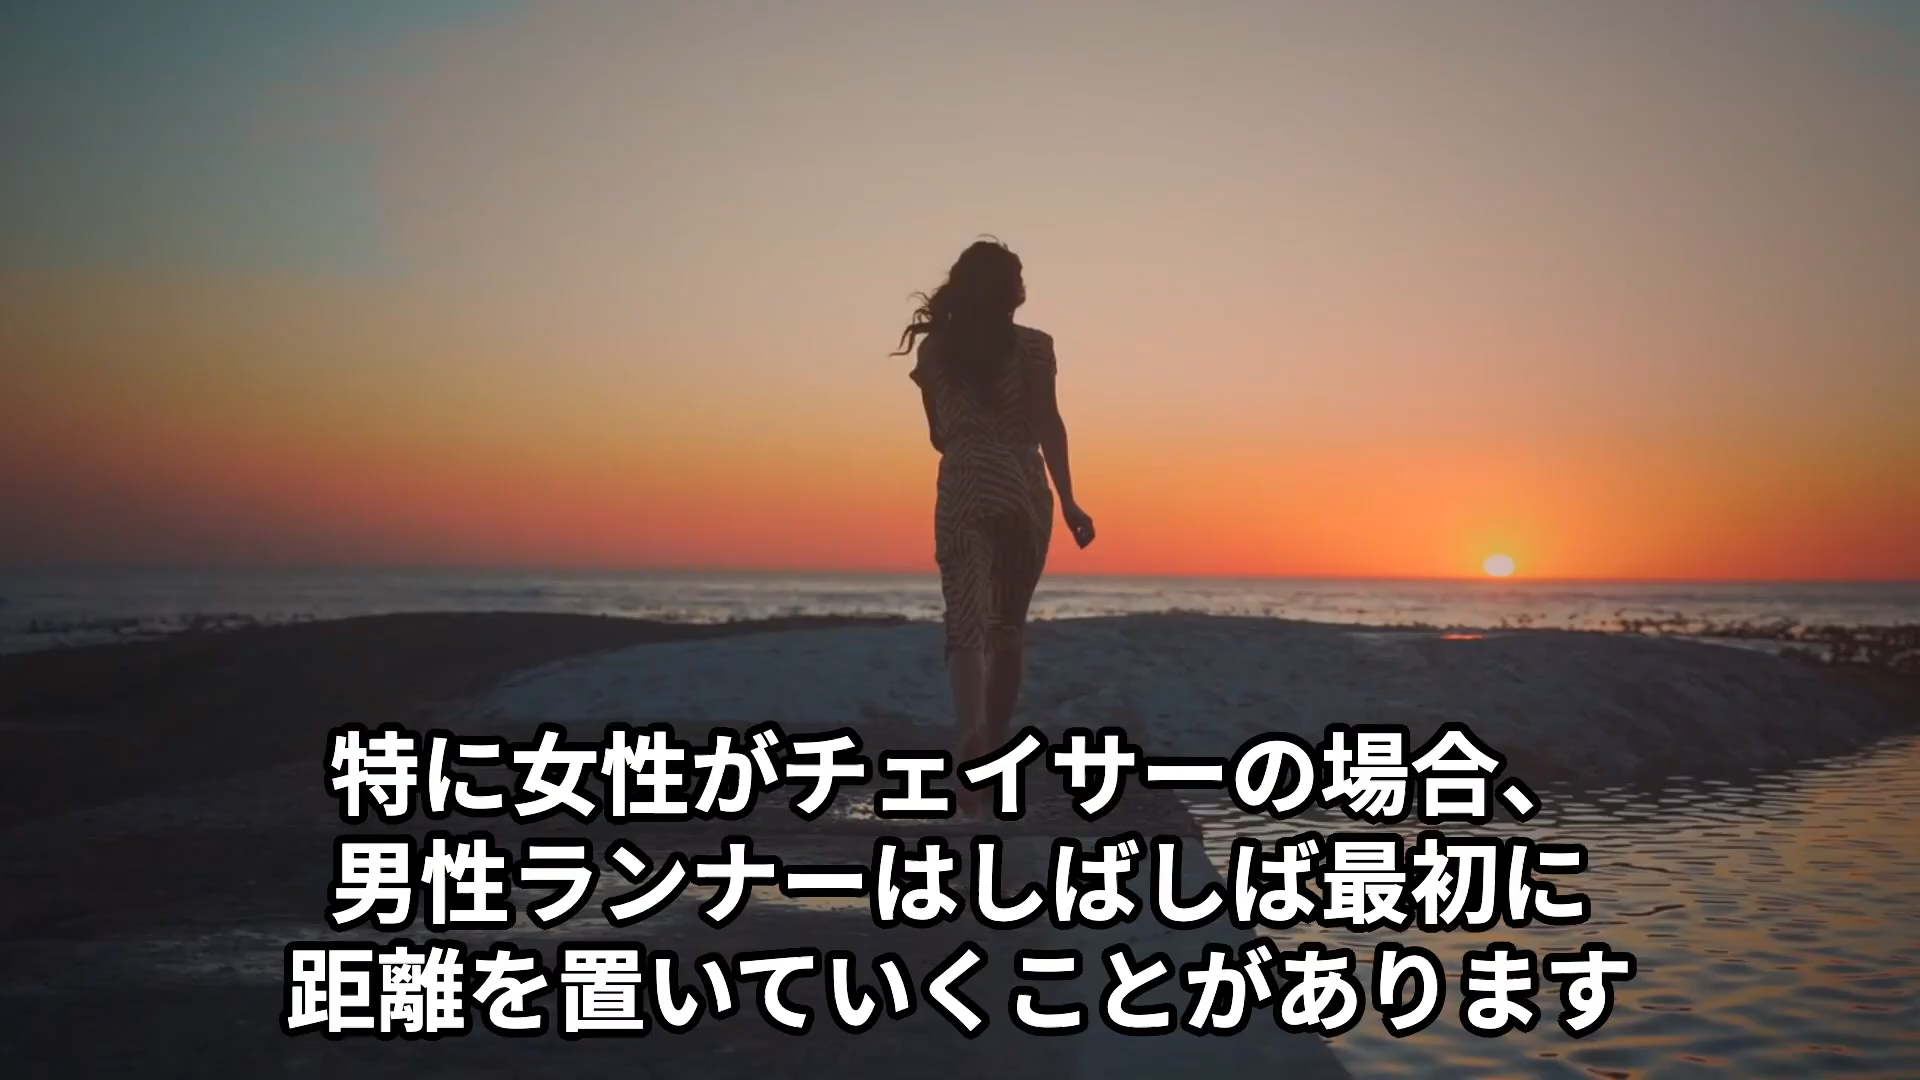 特に女性がチェイサーの場合、
男性ランナーはしばしば最初に
距離を置いていくことがあります